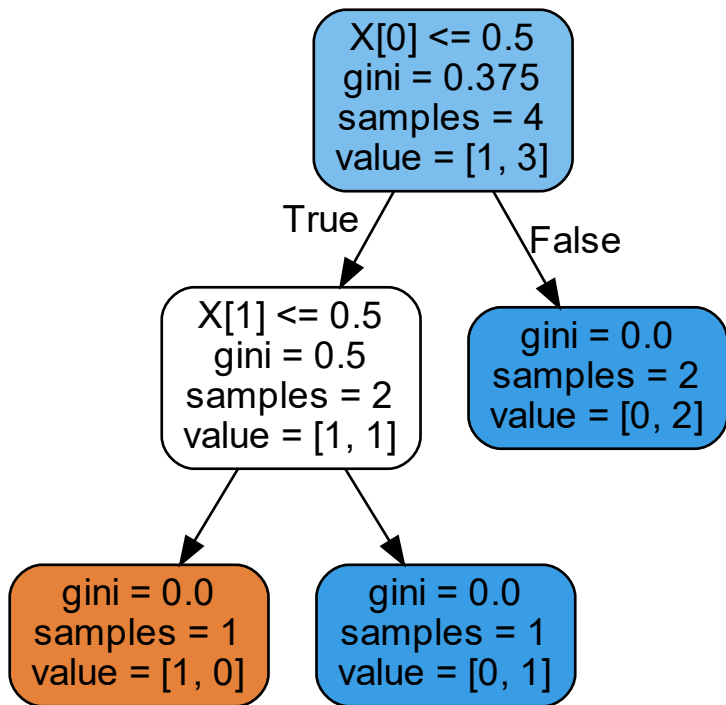 X[0] <= 0.5
gini = 0.375
samples = 4
value = [1, 3]
True
False
X[1] <= 0.5
gini = 0.5
samples = 2
value = [1, 1]
gini = 0.0
samples = 2
value = [0, 2]
gini = 0.0
samples = 1
value = [1, 0]
gini = 0.0
samples = 1
value = [0, 1]